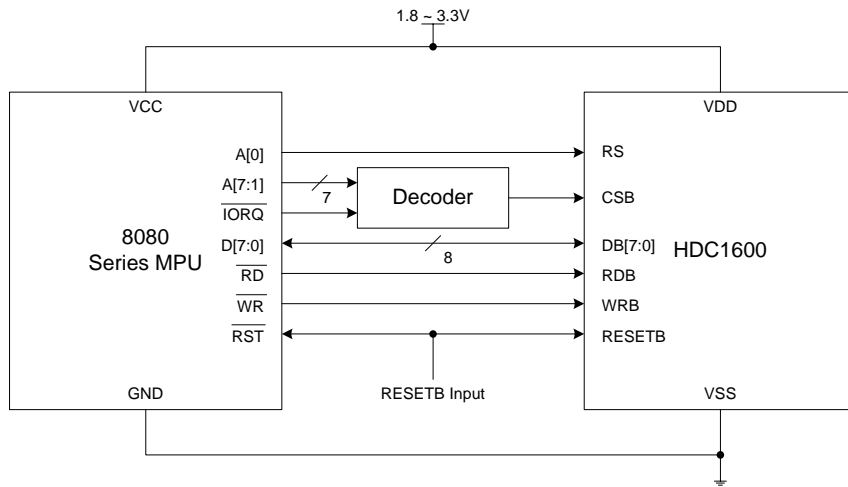 1.8 ~ 3.3V
VCC
VDD
A[0]
RS
A[7:1]
7
Decoder
CSB
IORQ
8080
Series MPU
D[7:0]
8
DB[7:0]
HDC1600
RD
RDB
WR
WRB
RST
RESETB
GND
RESETB Input
VSS